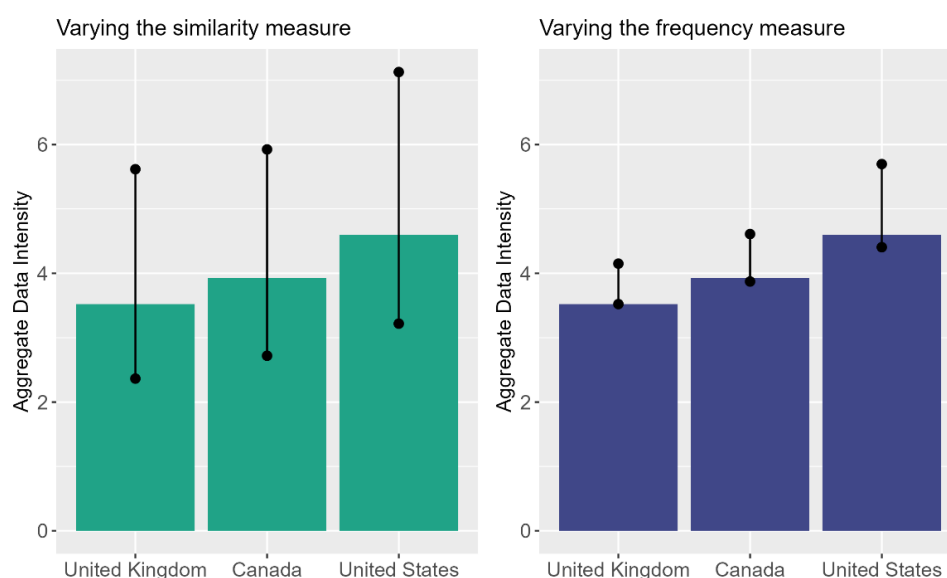 Varying the similarity measure
Aggregate Data Intensity
6
4
2
0
United Kingdom Canada United States
Varying the frequency measure
Aggregate Data Intensity
6
4
2
0
United Kingdom Canada United States